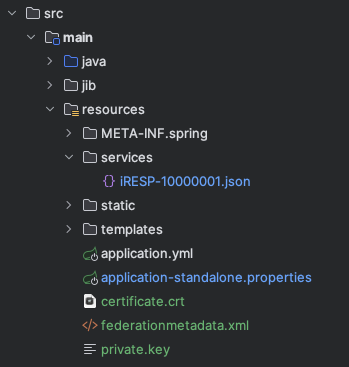 src
main
java
jib
resources
META-INF.spring
services
iRESP-10000001.json
static
templates
application.yml
application-standalone.properties
certificate.crt
federationmetadata.xml
private.key